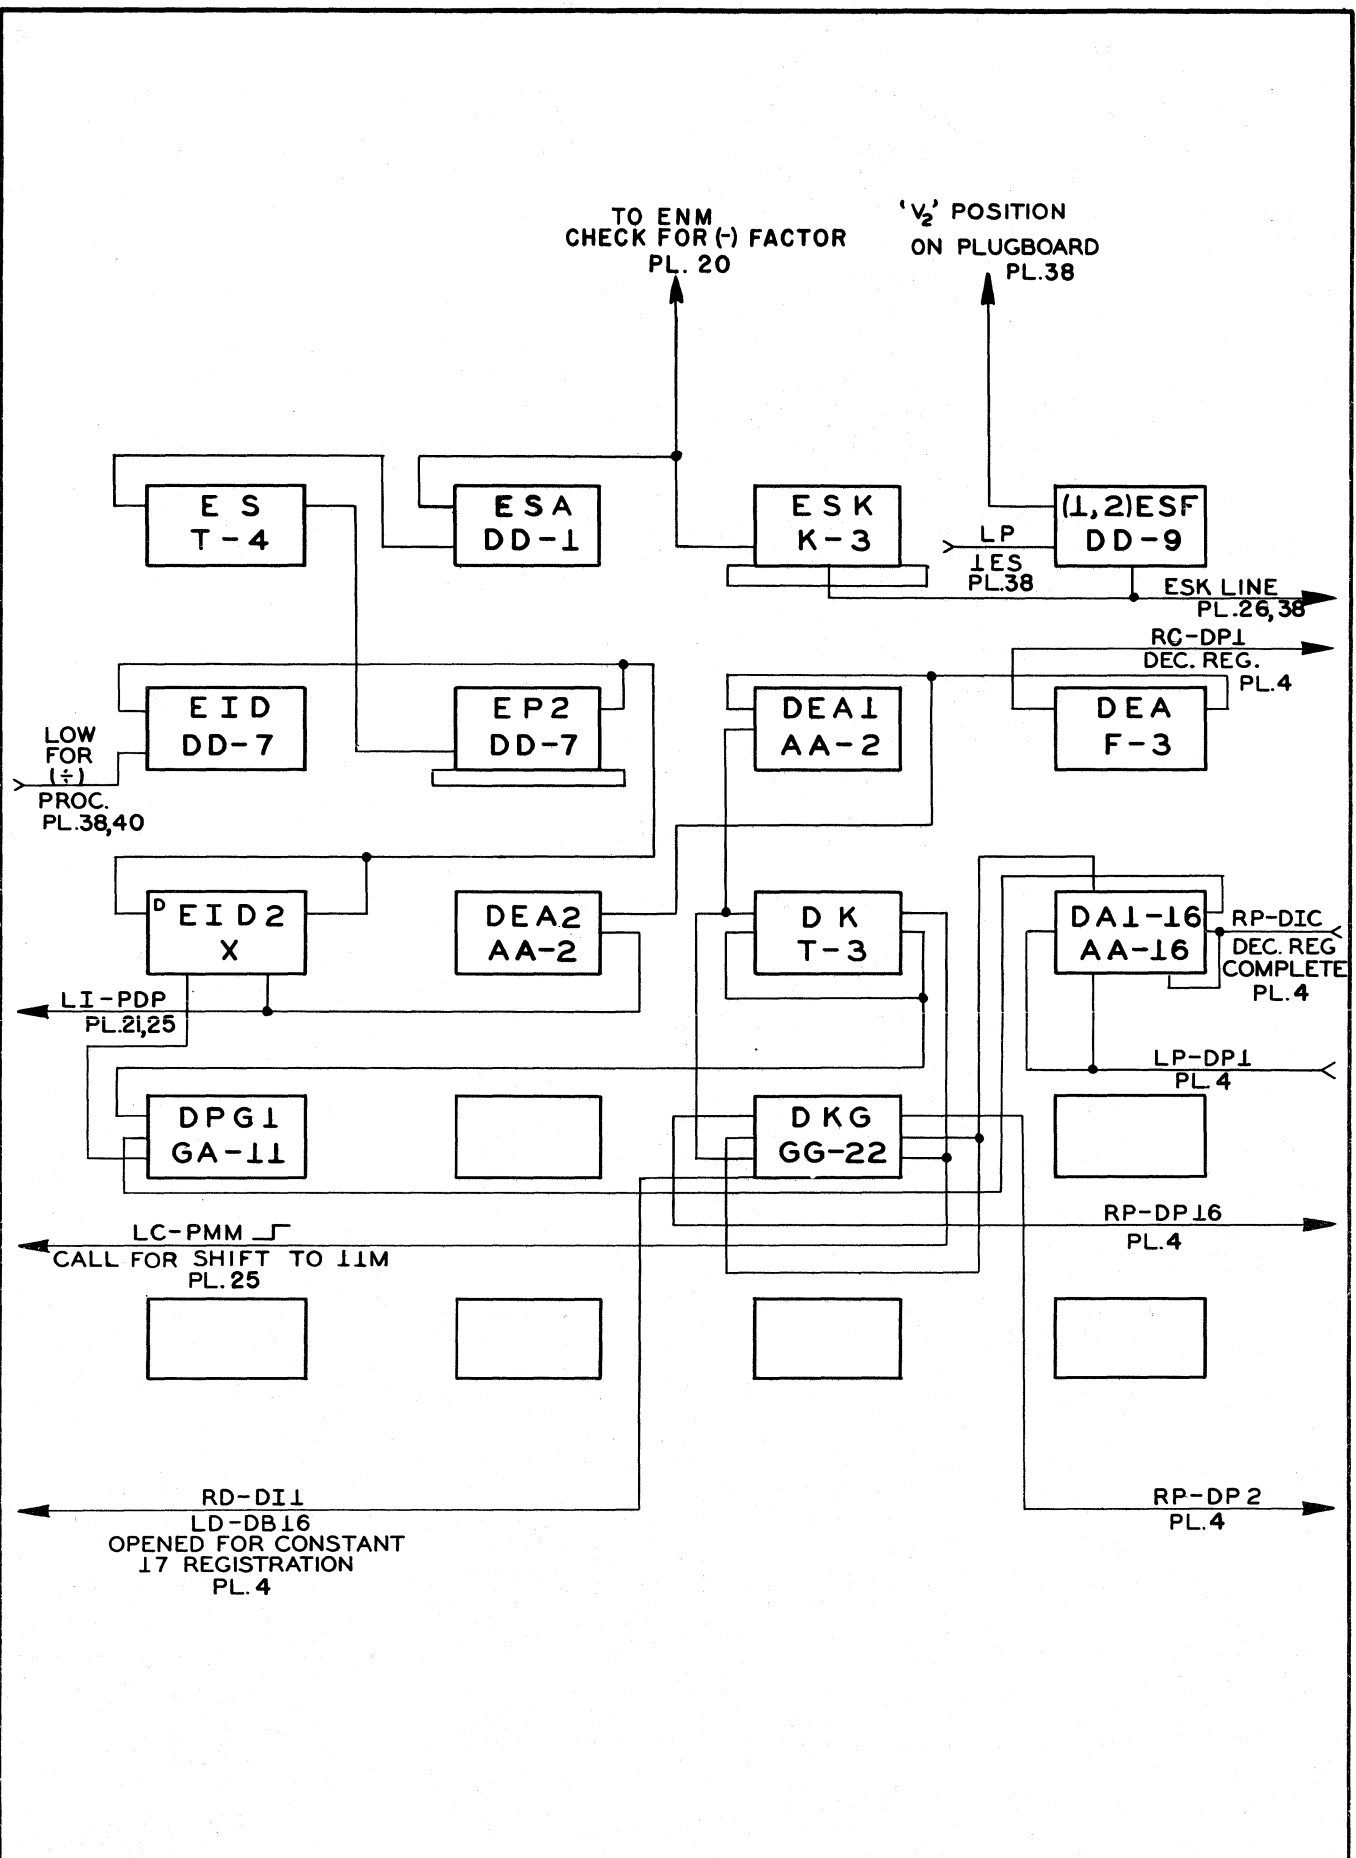 TO ENM
CHECK FOR (-) FACTOR
PL. 20
'V2' POSITION
ON PLUGBOARD
PL.38
E S
T-4
ESA
DD-1
ESK
K-3
(1,2)ESF
DD-9
LP
1ES
PL.38
ESK LINE
PL.26,38
RC-DP1
DEC. REG.
PL.4
EID
DD-7
EP2
DD-7
DEA1
AA-2
DEA
F-3
LOW
FOR
(÷)
PROC.
PL.38,40
D
EID2
X
DEA2
AA-2
DK
T-3
DA1-16
AA-16
RP-DIC
DEC. REG
COMPLETE
PL.4
LI-PDP
PL.21,25
LP-DP1
PL.4
DPG1
GA-11
DKG
GG-22
RP-DP16
PL.4
LC-PMM
CALL FOR SHIFT TO 11M
PL.25
RD-DI1
LD-DB16
OPENED FOR CONSTANT
17 REGISTRATION
PL.4
RP-DP2
PL.4